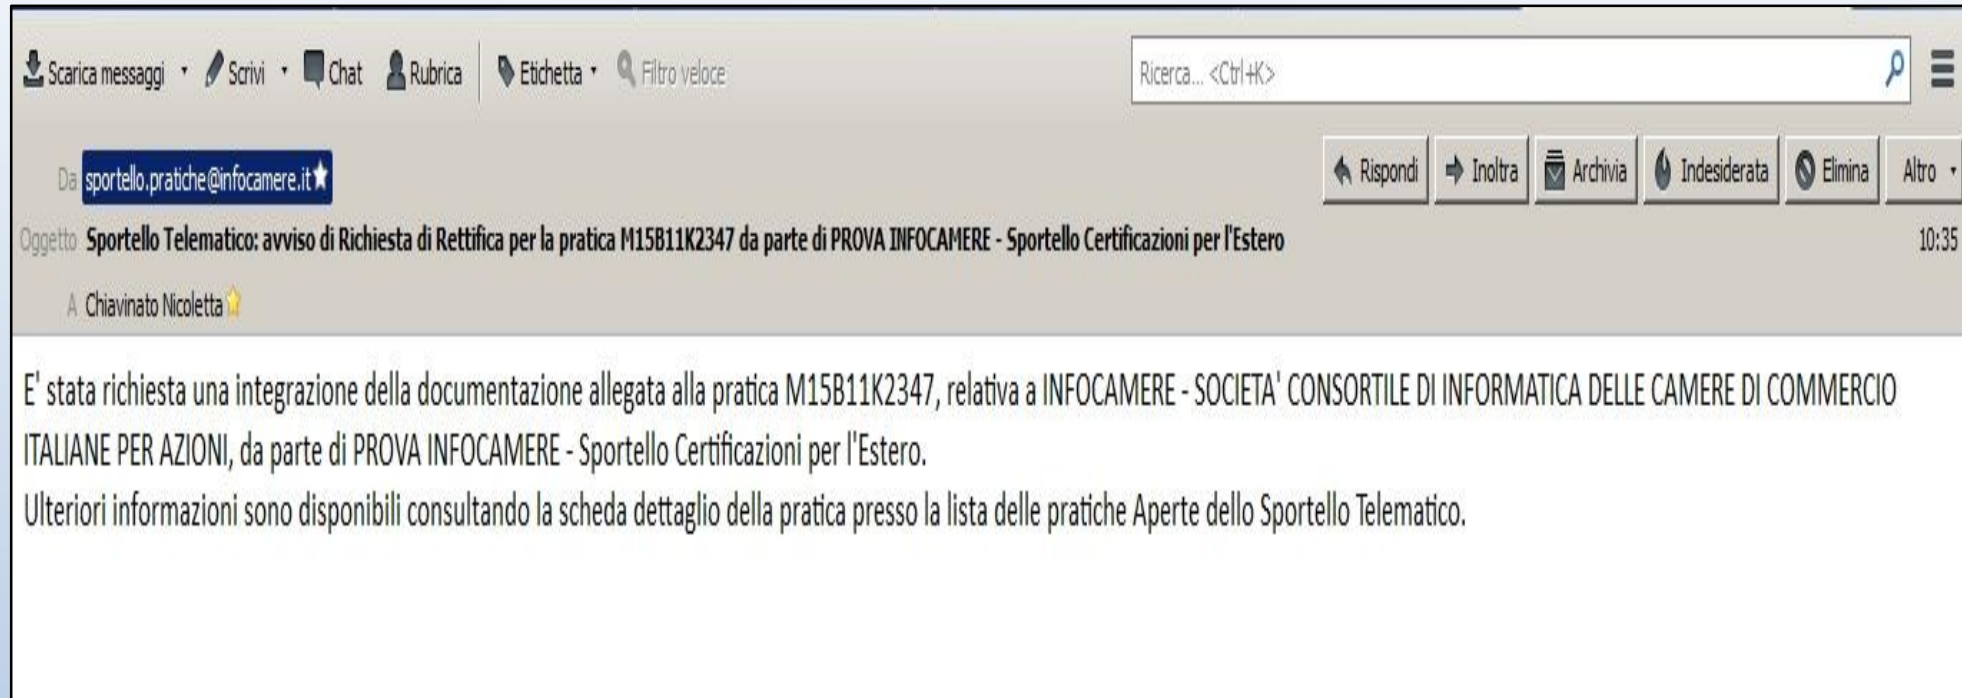 Scarica messaggi Scrivi Chat Rubrica Etichetta Filtro veloce Ricerca... <Ctrl+K>
Da sportello.pratiche@infocamere.it Rispondi Inoltra Archivia Indesiderata Elimina Altro
Oggetto Sportello Telematico: avviso di Richiesta di Rettifica per la pratica M15B11K2347 da parte di PROVA INFOCAMERE - Sportello Certificazioni per l'Estero 10:35
A Chiavinato Nicoletta
E' stata richiesta una integrazione della documentazione allegata alla pratica M15B11K2347, relativa a INFOCAMERE - SOCIETA' CONSORTILE DI INFORMATICA DELLE CAMERE DI COMMERCIO
ITALIANE PER AZIONI, da parte di PROVA INFOCAMERE - Sportello Certificazioni per l'Estero.
Ulteriori informazioni sono disponibili consultando la scheda dettaglio della pratica presso la lista delle pratiche Aperte dello Sportello Telematico.